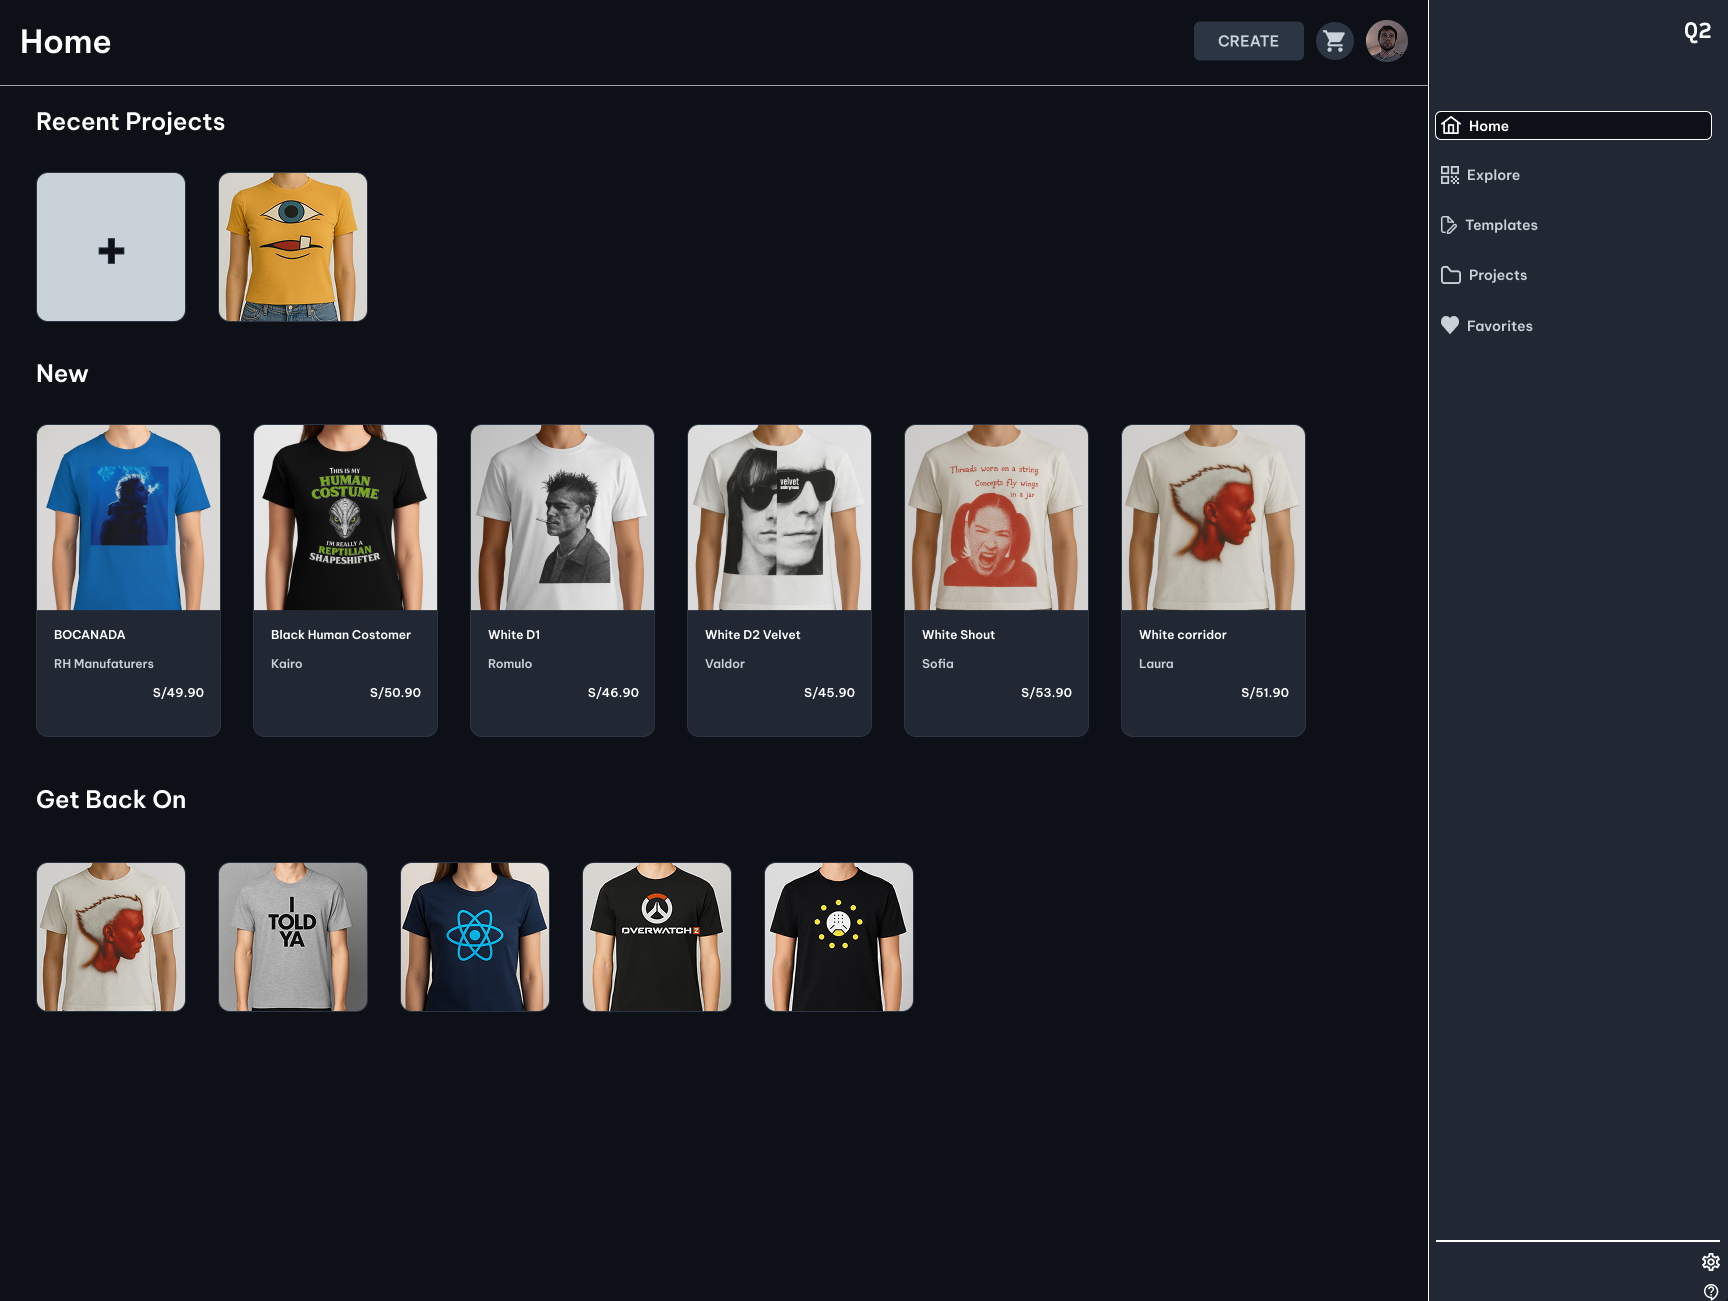 Home
CREATE
Q2
Home
Explore
Templates
Projects
Favorites
Recent Projects
New
THIS IS MY
HUMAN
COSTUME
I'M REALLY A
REPTILIAN
SHAPESHIFTER
velvet
underground
Threads worn on a string
Concepts fly wings
in a jar
BOCANADA
RH Manufaturers
S/49.90
Black Human Costomer
Kairo
S/50.90
White D1
Romulo
S/46.90
White D2 Velvet
Valdor
S/45.90
White Shout
Sofia
S/53.90
White corridor
Laura
S/51.90
Get Back On
I
TOLD
YA
OVERWATCH 2